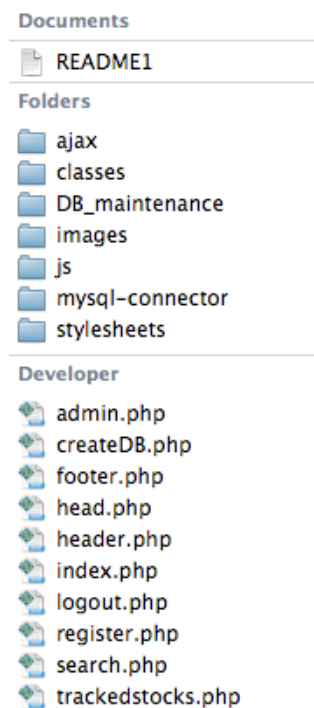 Documents
README1
Folders
ajax
classes
DB_maintenance
images
js
mysql-connector
stylesheets
Developer
admin.php
createDB.php
footer.php
head.php
header.php
index.php
logout.php
register.php
search.php
trackedstocks.php